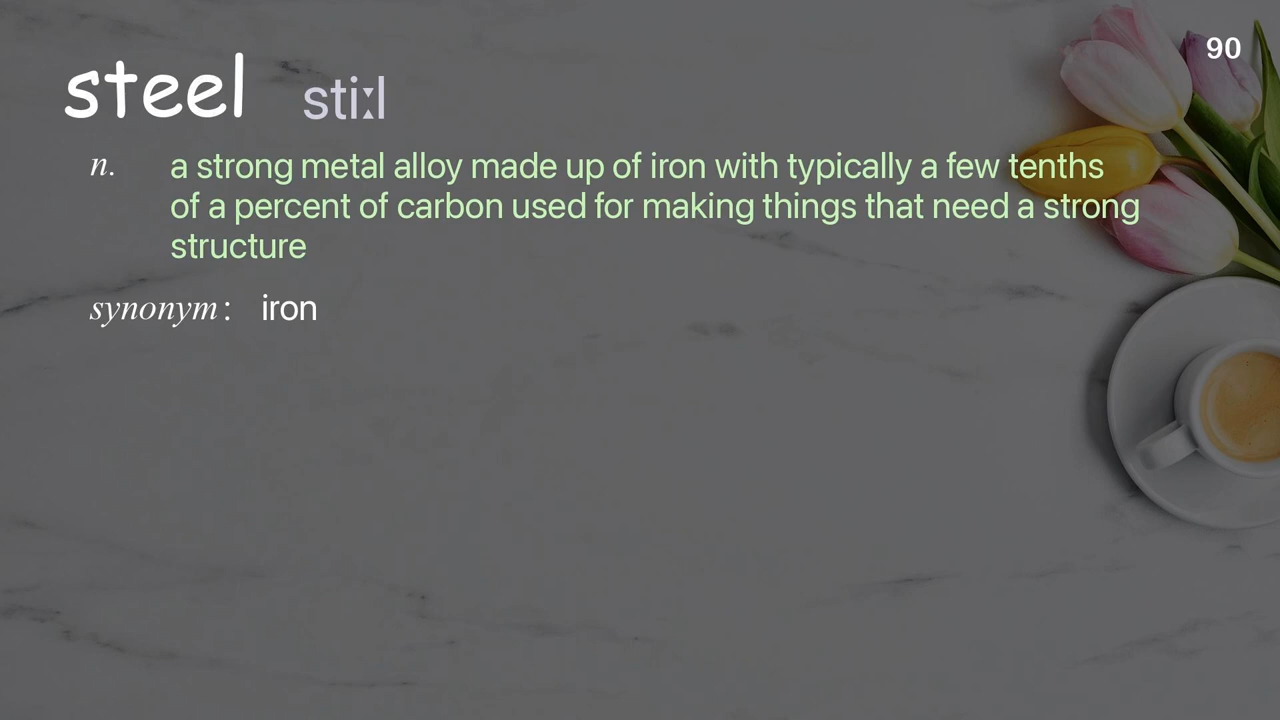 90
steel stiːl
n. a strong metal alloy made up of iron with typically a few tenths
of a percent of carbon used for making things that need a strong
structure
synonym: iron